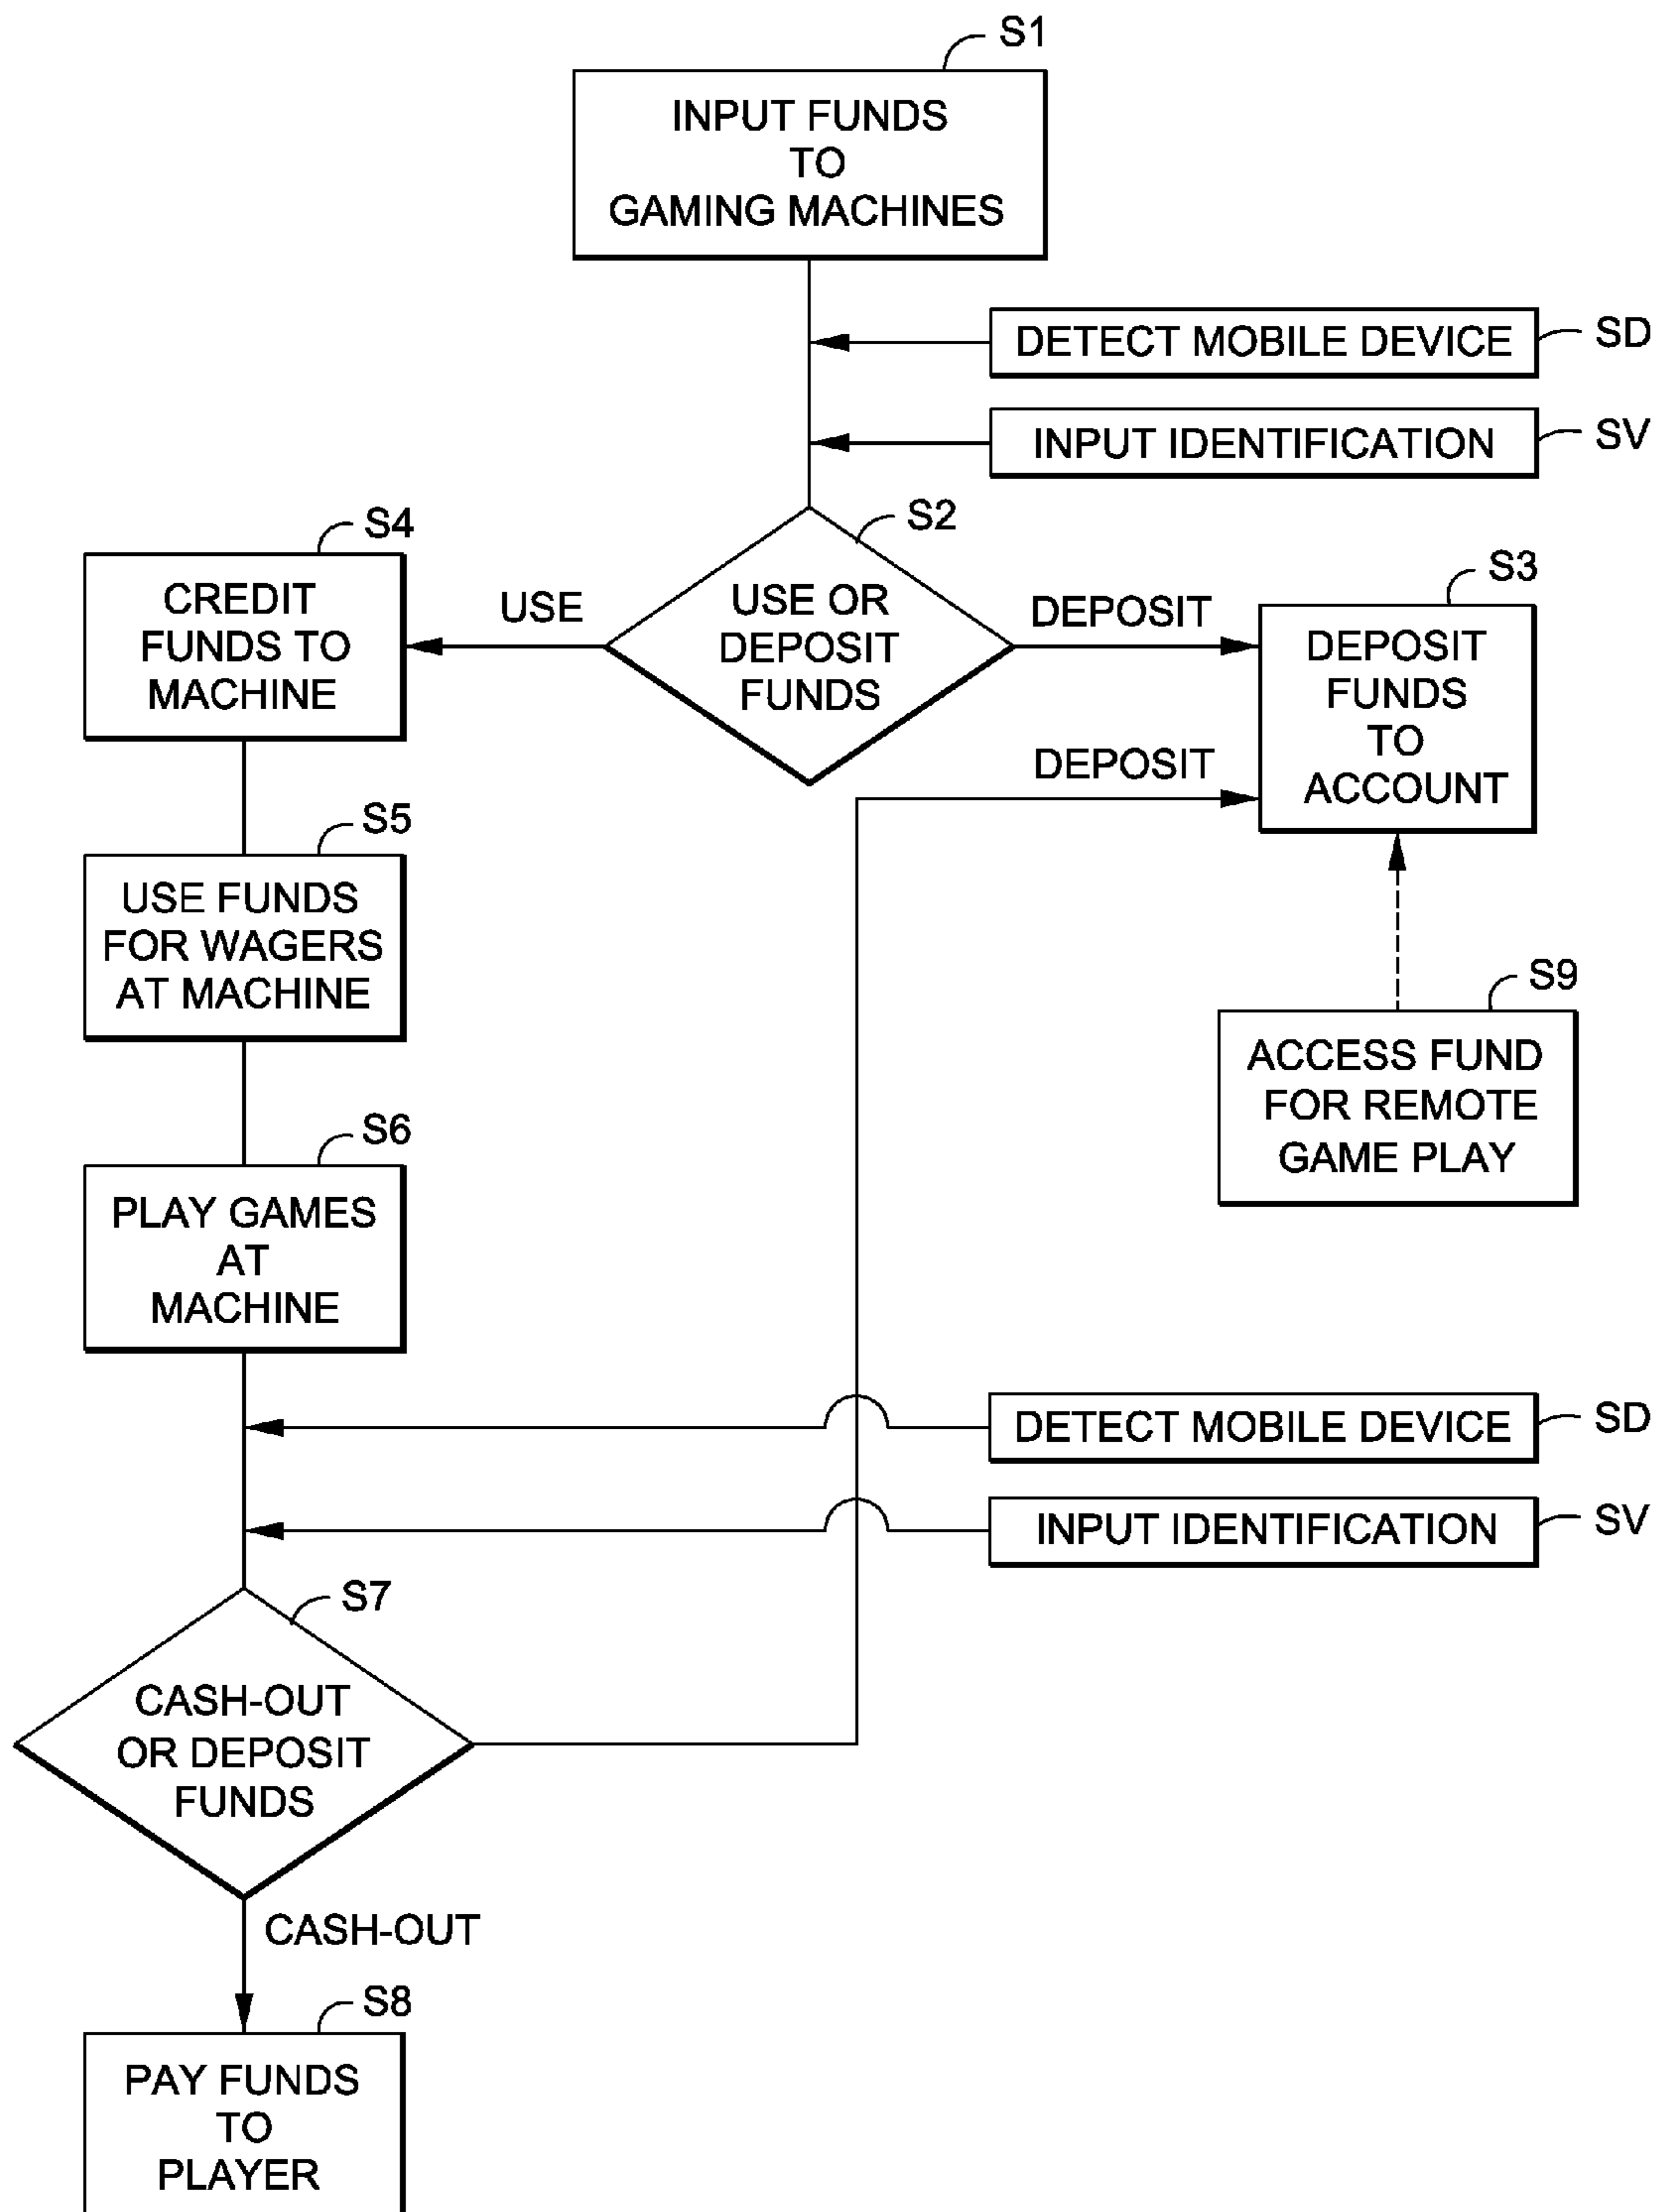 S1
INPUT FUNDS
TO
GAMING MACHINES
DETECT MOBILE DEVICE
SD
INPUT IDENTIFICATION
SV
S2
USE OR
DEPOSIT
FUNDS
USE
DEPOSIT
S4
CREDIT
FUNDS TO
MACHINE
S3
DEPOSIT
FUNDS
TO
ACCOUNT
DEPOSIT
S5
USE FUNDS
FOR WAGERS
AT MACHINE
S9
ACCESS FUND
FOR REMOTE
GAME PLAY
S6
PLAY GAMES
AT
MACHINE
DETECT MOBILE DEVICE
SD
INPUT IDENTIFICATION
SV
S7
CASH-OUT
OR DEPOSIT
FUNDS
CASH-OUT
S8
PAY FUNDS
TO
PLAYER